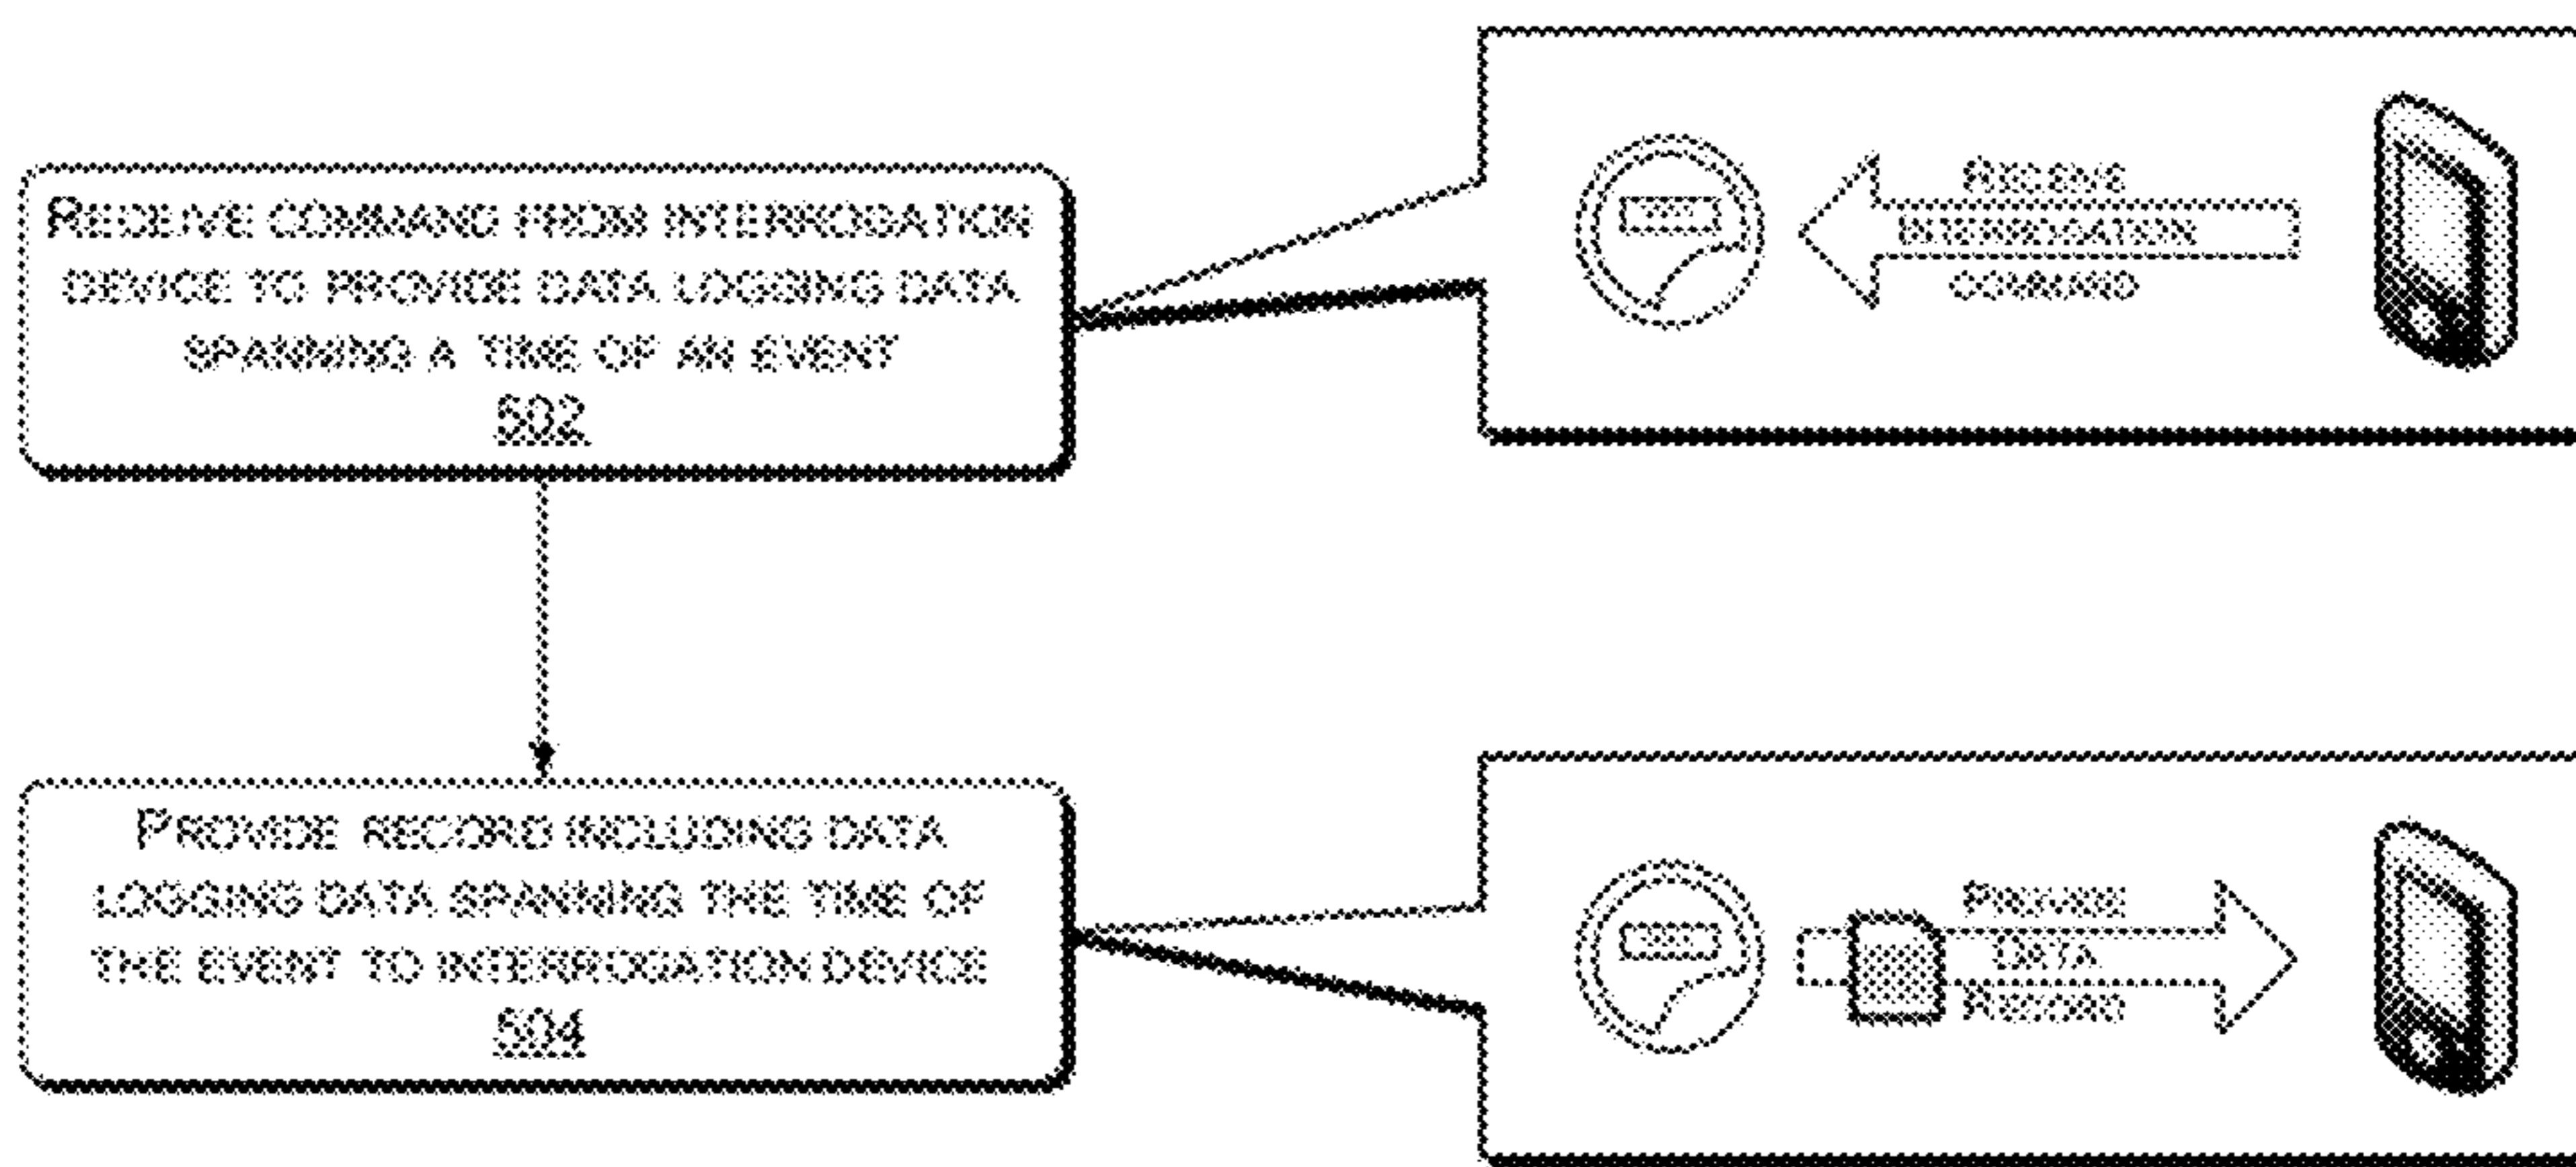 RECEIVE COMMAND FROM INTERROGATION
DEVICE TO PROVIDE DATA LOGGING DATA
SPANNING A TIME OF AN EVENT
502
RECEIVE
INTERROGATION
COMMAND
PROVIDE RECORD INCLUDING DATA
LOGGING DATA SPANNING THE TIME OF
THE EVENT TO INTERROGATION DEVICE
504
PROVIDE
DATA
RECORD